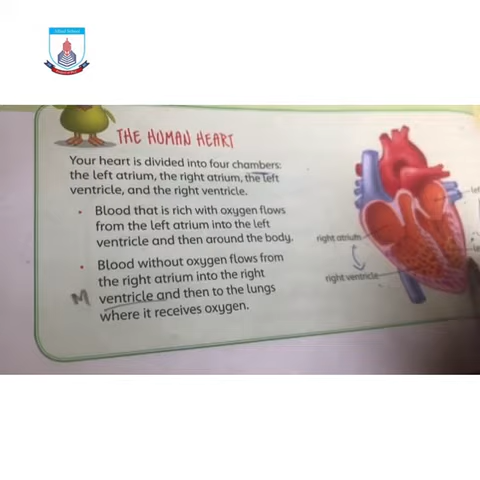 THE HUMAN HEART
Your heart is divided into four chambers:
the left atrium, the right atrium, the left
ventricle, and the right ventricle.
• Blood that is rich with oxygen flows
from the left atrium into the left
ventricle and then around the body.
• Blood without oxygen flows from
the right atrium into the right
M ventricle and then to the lungs
where it receives oxygen.
right atrium
right ventricle